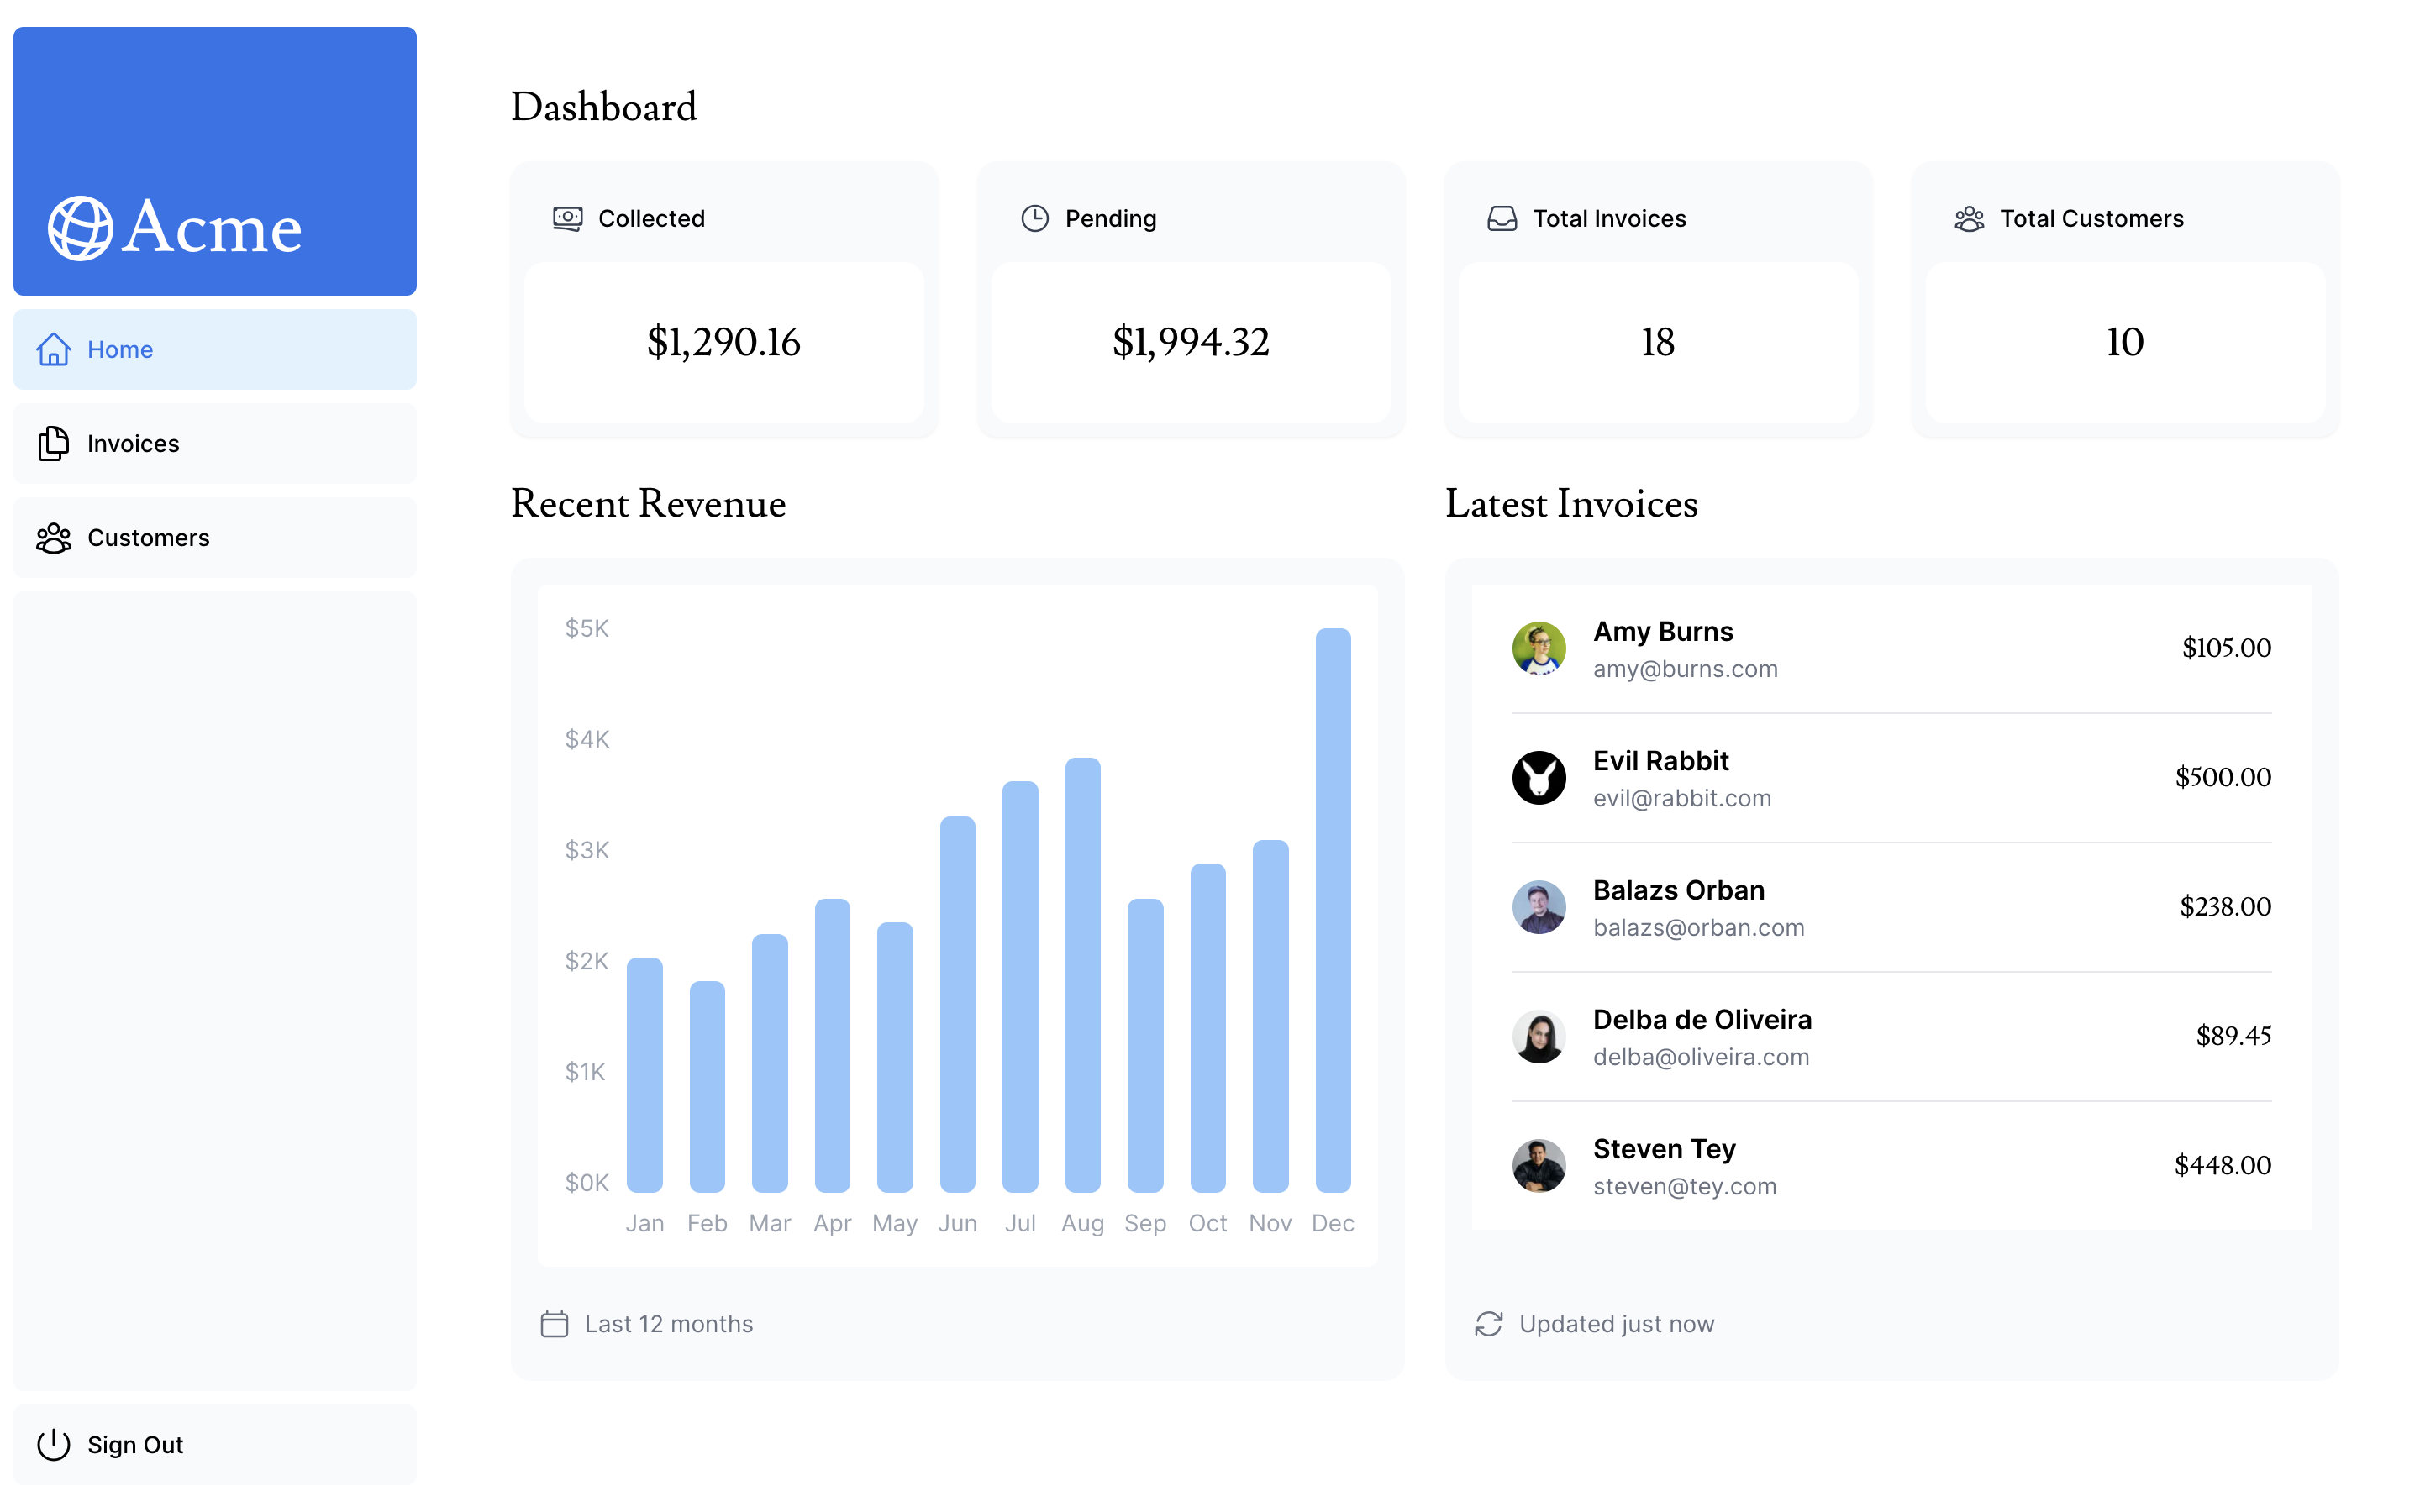 Acme
Home
Invoices
Customers
Sign Out
Dashboard
Collected
$1,290.16
Pending
$1,994.32
Total Invoices
18
Total Customers
10
Recent Revenue
$5K
$4K
$3K
$2K
$1K
$0K
Jan Feb Mar Apr May Jun Jul Aug Sep Oct Nov Dec
Last 12 months
Latest Invoices
Amy Burns
amy@burns.com
$105.00
Evil Rabbit
evil@rabbit.com
$500.00
Balazs Orban
balazs@orban.com
$238.00
Delba de Oliveira
delba@oliveira.com
$89.45
Steven Tey
steven@tey.com
$448.00
Updated just now